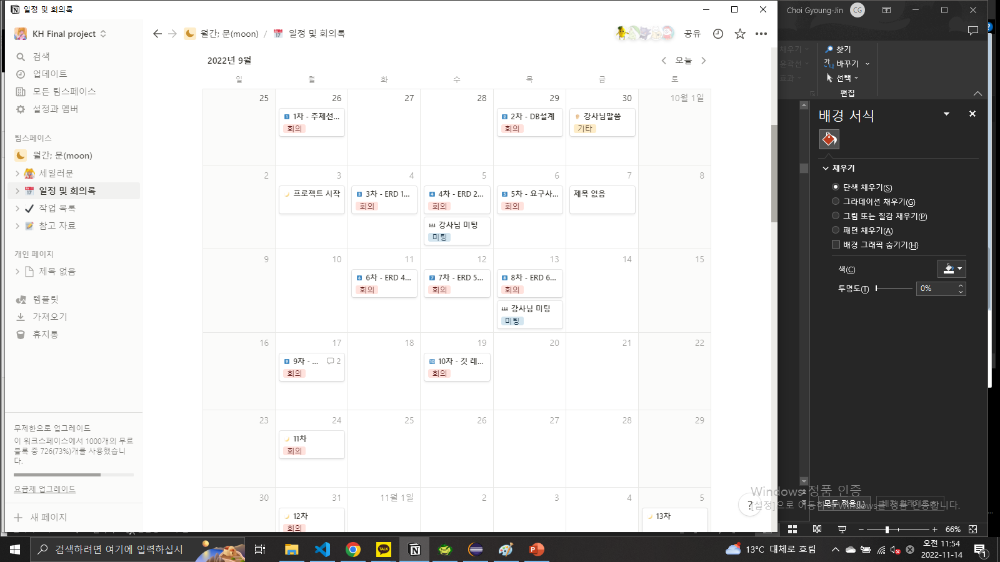 일정 및 회의록
KH Final project
검색
업데이트
모든 팀스페이스
설정과 멤버
팀스페이스
월간; 문(moon)
세일러문
일정 및 회의록
작업 목록
참고 자료
개인 페이지
제목 없음
템플릿
가져오기
휴지통
무제한으로 업그레이드
이 워크스페이스에서 1000개의 무료
블록 중 726(73%)개를 사용했습니
다.
요금제 업그레이드
새 페이지
월간; 문(moon) / 일정 및 회의록
공유
2022년 9월
오늘
일 월 화 수 목 금 토
25 26 27 28 29 30 10월 1일
1차 - 주제선...
회의
2차 - DB설계
회의
강사님말씀
기타
2 3 4 5 6 7 8
프로젝트 시작
3차 - ERD 1...
회의
4차 - ERD 2...
회의
강사님 미팅
미팅
5차 - 요구사...
회의
제목 없음
9 10 11 12 13 14 15
6차 - ERD 4...
회의
7차 - ERD 5...
회의
8차 - ERD 6...
회의
강사님 미팅
미팅
16 17 18 19 20 21 22
9차 - ... 2
회의
10차 - 깃 레...
회의
23 24 25 26 27 28 29
11차
회의
30 31 11월 1일 2 3 4 5
12차
회의
13차
?
Choi Gyoung-Jin CG
채우기
윤곽선
효과
찾기
바꾸기
선택
편집
배경 서식
채우기
단색 채우기(S)
그라데이션 채우기(G)
그림 또는 질감 채우기(P)
패턴 채우기(A)
배경 그래픽 숨기기(H)
색(C)
투명도(T) 0%
Windows 정품 인증
[설정]으로 이동하여 Windows를 정품 인증합니다.
모두 적용(L)
66%
검색하려면 여기에 입력하십시
TALK
13°C 대체로 흐림
오전 11:54
2022-11-14
1